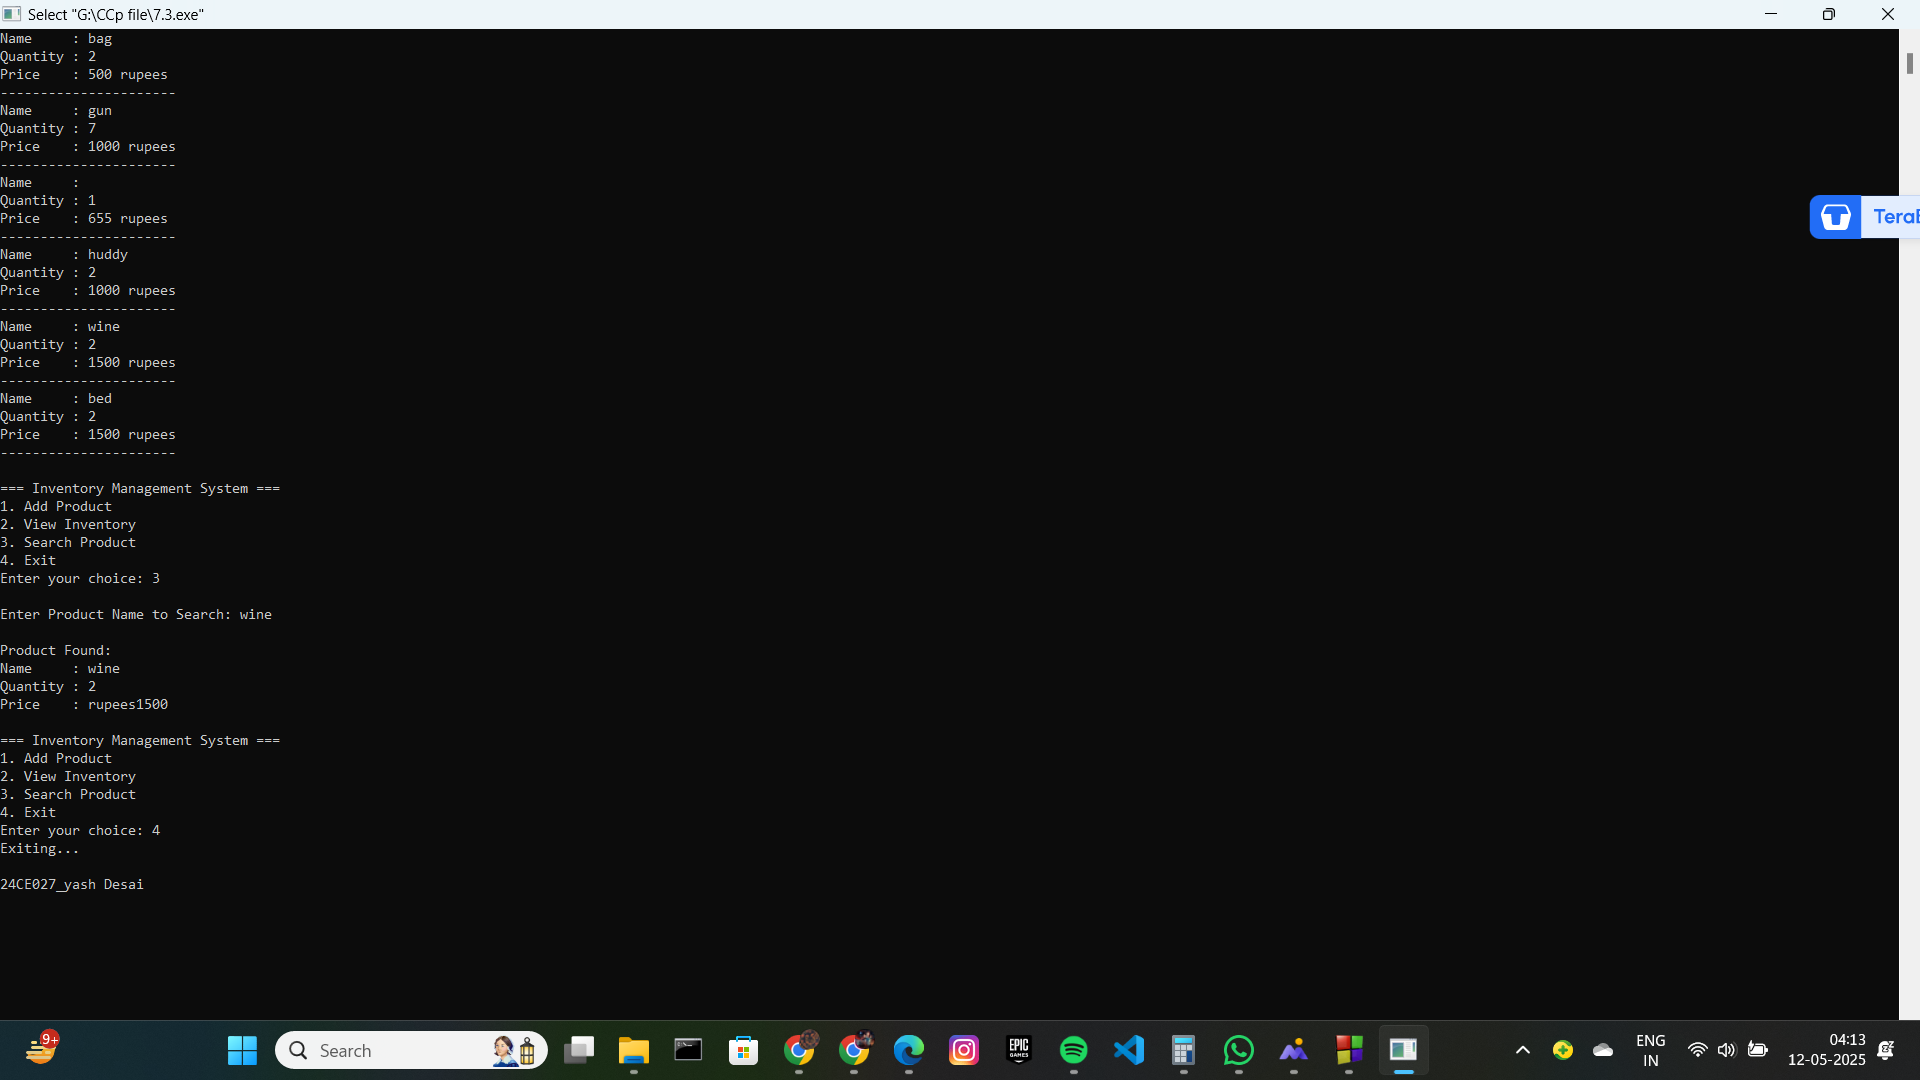 Select "G:\CCp file\7.3.exe"
Name     : bag
Quantity : 2
Price    : 500 rupees
----------------------
Name     : gun
Quantity : 7
Price    : 1000 rupees
----------------------
Name     :
Quantity : 1
Price    : 655 rupees
----------------------
Name     : huddy
Quantity : 2
Price    : 1000 rupees
----------------------
Name     : wine
Quantity : 2
Price    : 1500 rupees
----------------------
Name     : bed
Quantity : 2
Price    : 1500 rupees
----------------------
=== Inventory Management System ===
1. Add Product
2. View Inventory
3. Search Product
4. Exit
Enter your choice: 3
Enter Product Name to Search: wine
Product Found:
Name     : wine
Quantity : 2
Price    : rupees1500
=== Inventory Management System ===
1. Add Product
2. View Inventory
3. Search Product
4. Exit
Enter your choice: 4
Exiting...
24CE027_yash Desai
9+
Search
EPIC
GAMES
ENG
IN
04:13
12-05-2025